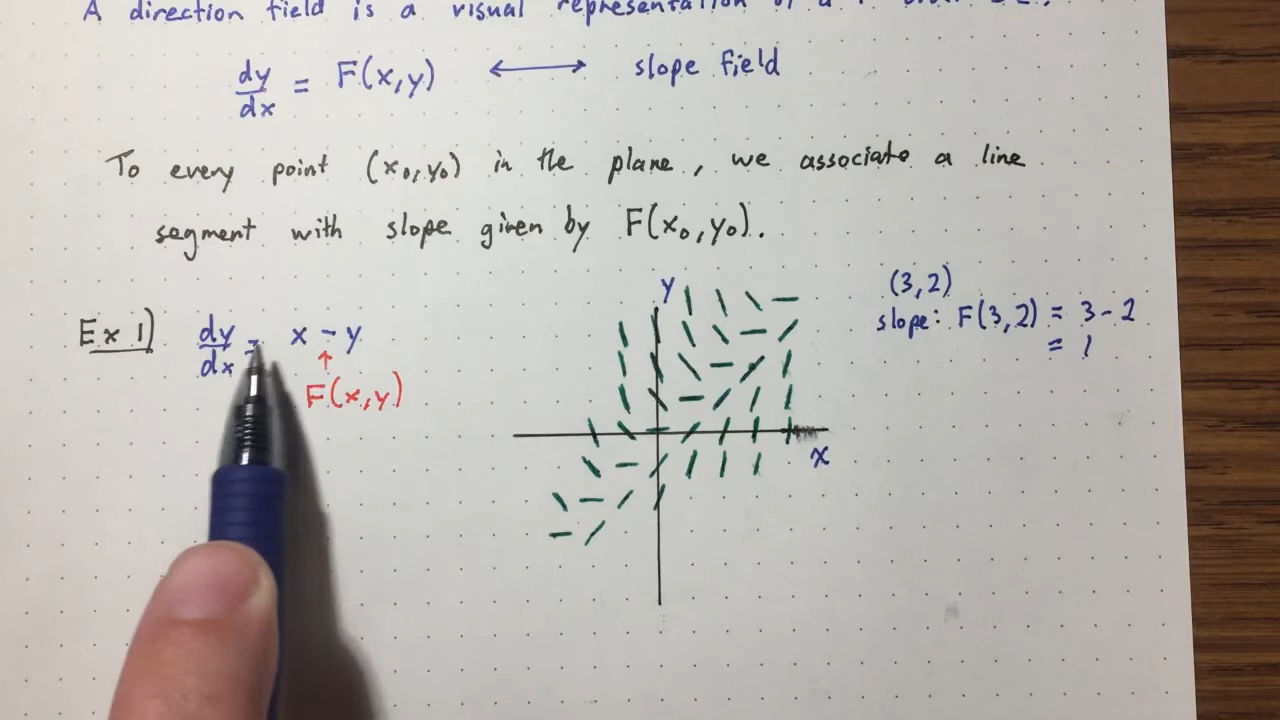 A direction field is a visual representation of a
dy/dx = F(x,y) ⟷ slope field
To every point (x₀,y₀) in the plane, we associate a line
segment with slope given by F(x₀,y₀).
Ex 1) dy/dx = x - y
↑
F(x,y)
y
x
(3,2)
slope: F(3,2) = 3-2
= 1